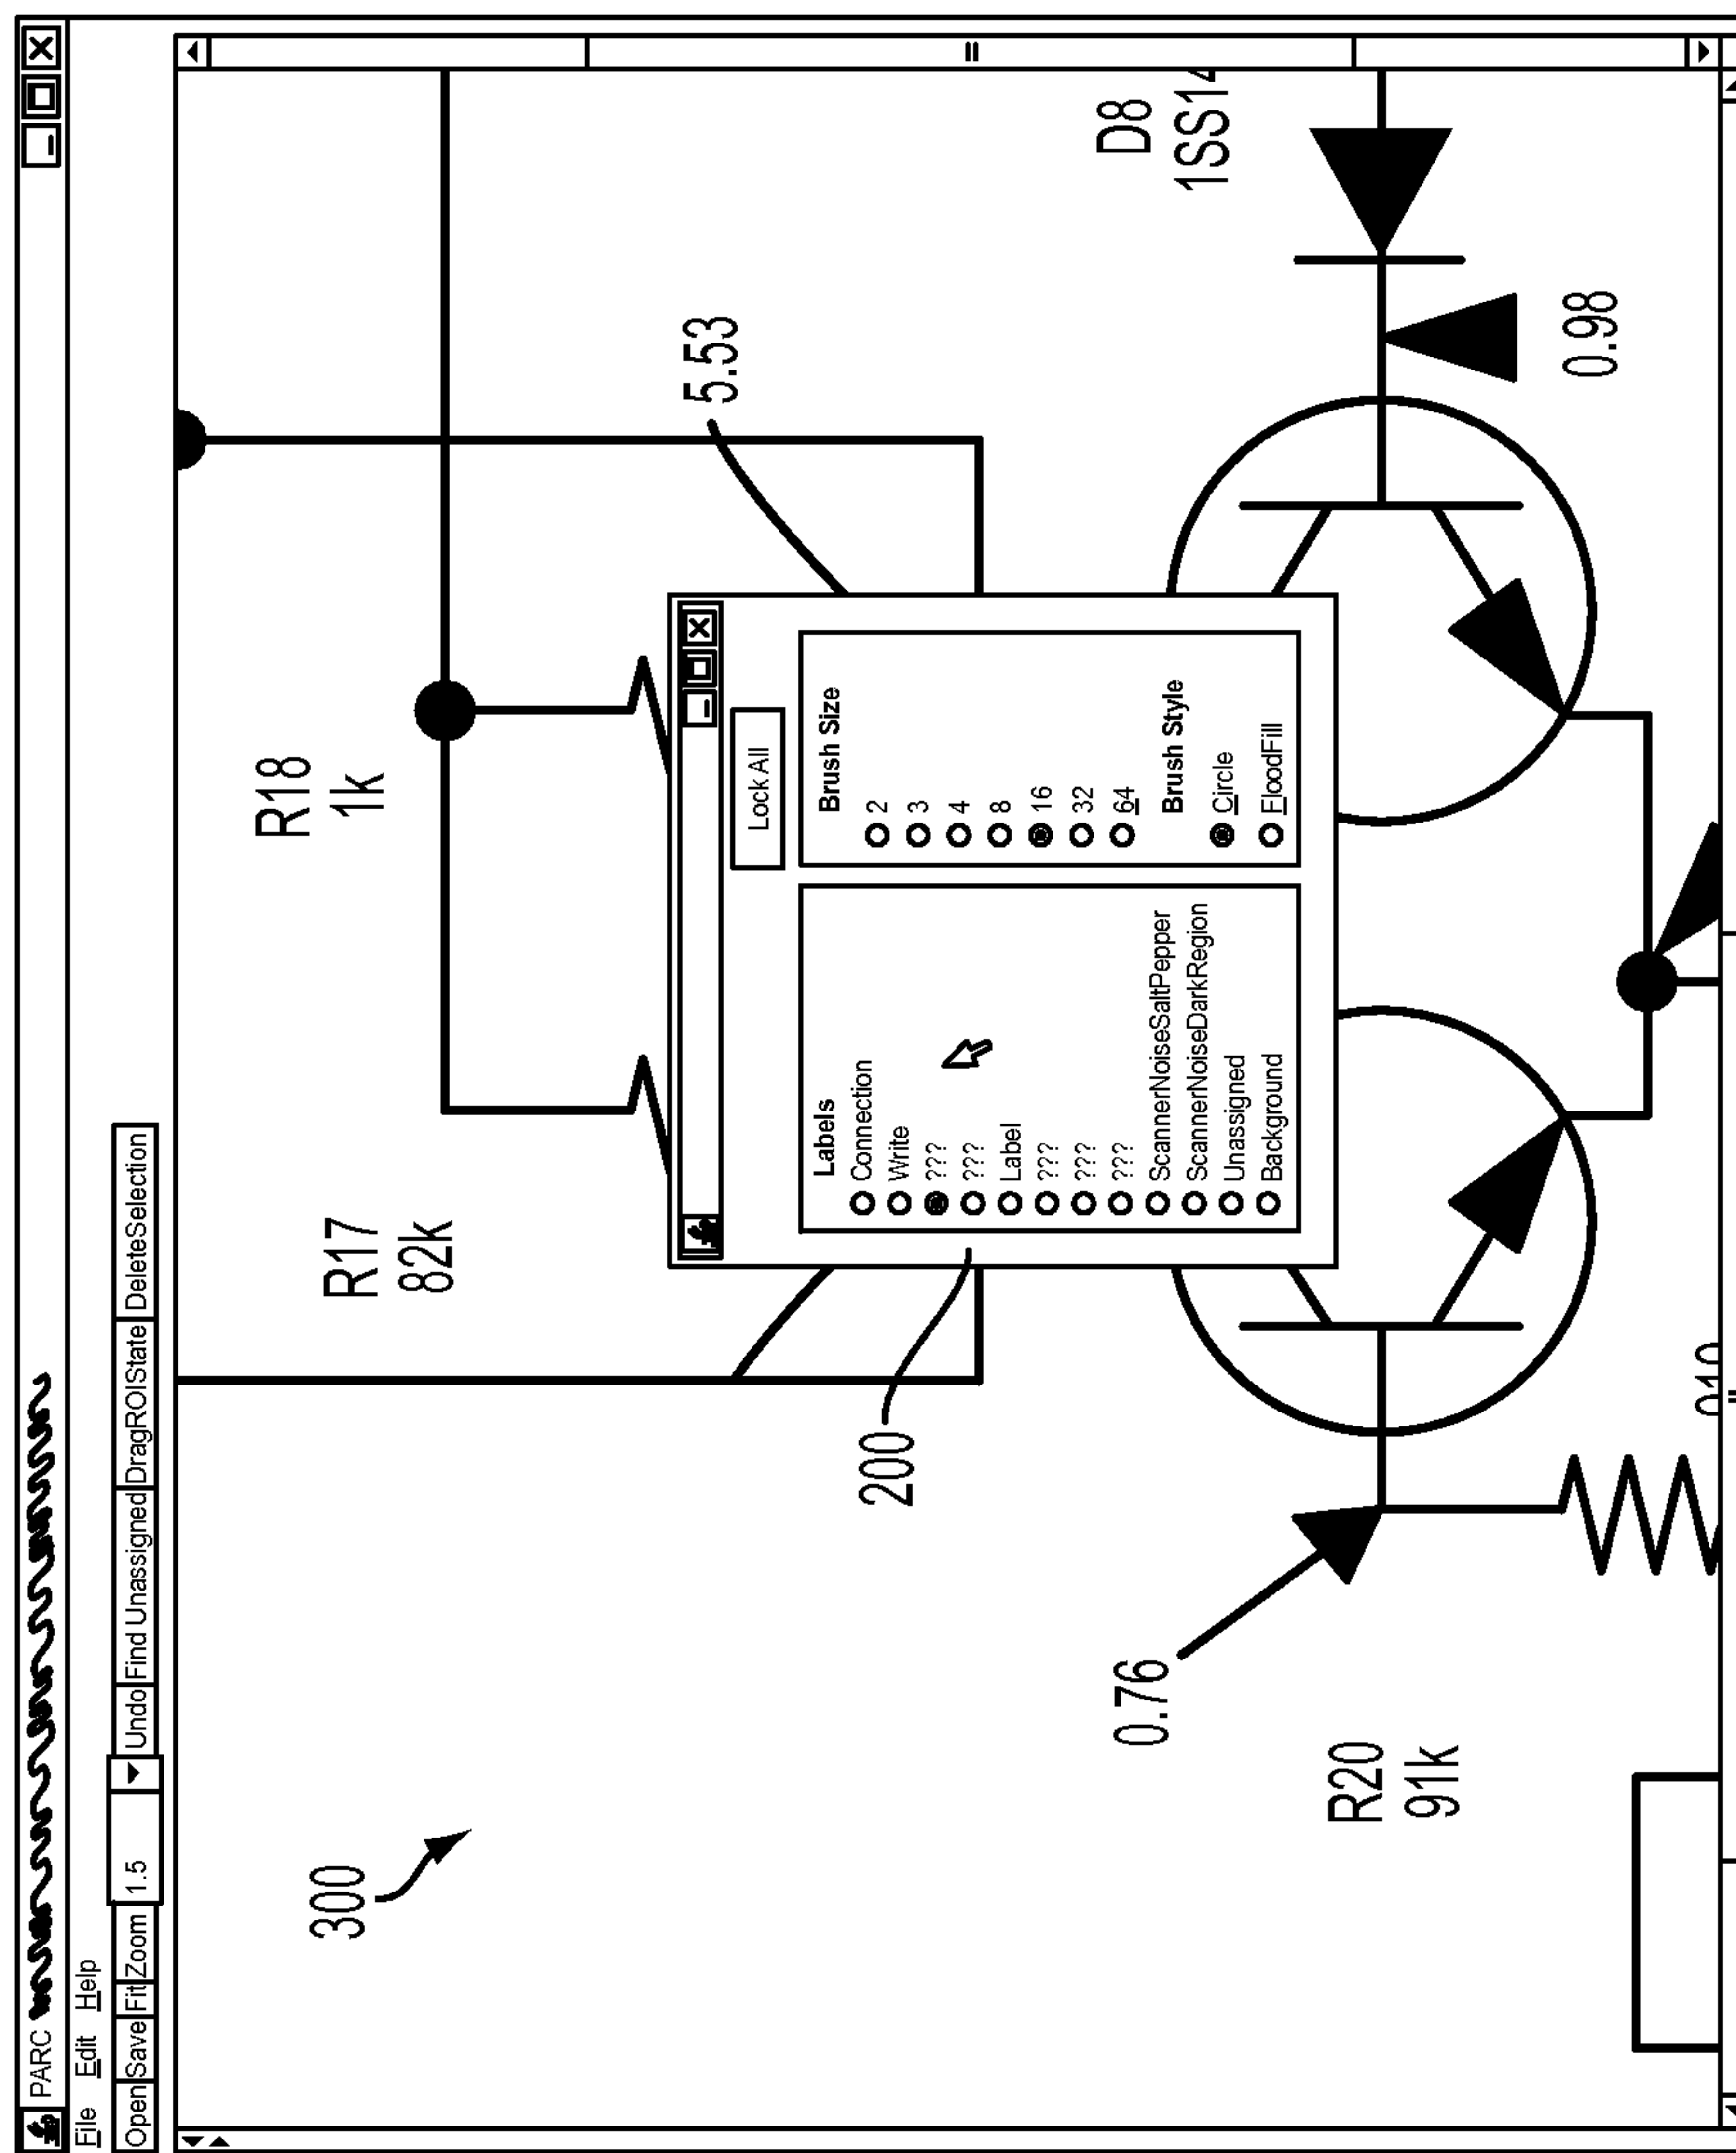 PARC
File Edit Help
Open Save Fit Zoom 1.5 Undo Find Unassigned DragROIState DeleteSelection
300
R17
82k
R18
1k
5.53
200
Lock All
Labels
Connection
Write
???
???
Label
???
???
???
ScannerNoiseSaltPepper
ScannerNoiseDarkRegion
Unassigned
Background
Brush Size
2
3
4
8
16
32
64
Brush Style
Circle
FloodFill
D8
1SS14
0.76
R20
91k
0.98